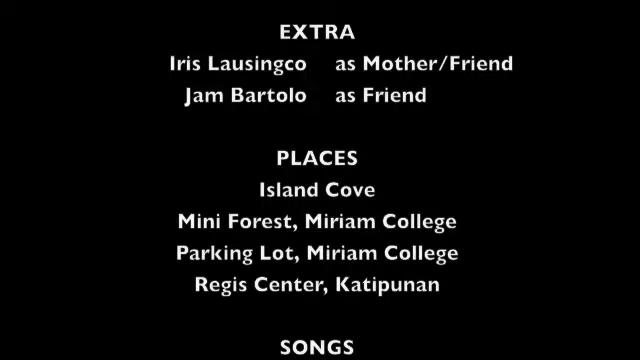 EXTRA
Iris Lausingco as Mother/Friend
Jam Bartolo as Friend
PLACES
Island Cove
Mini Forest, Miriam College
Parking Lot, Miriam College
Regis Center, Katipunan
SONGS